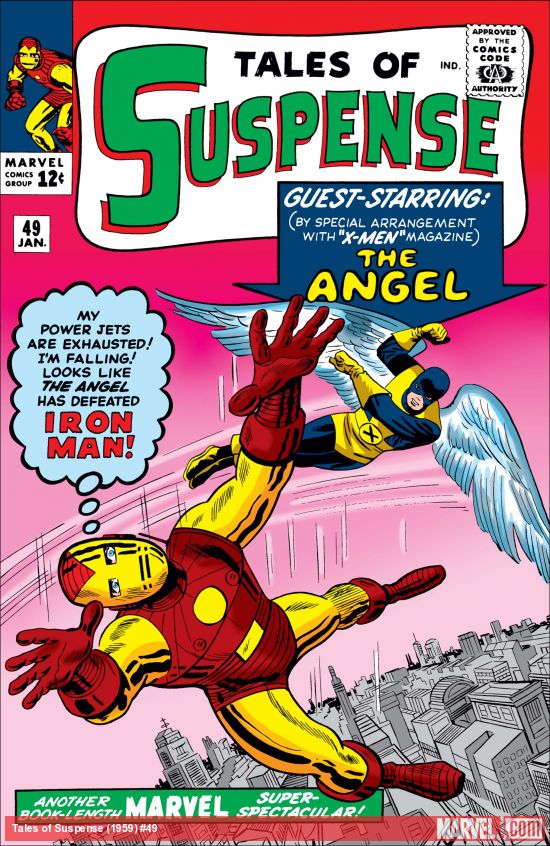 APPROVED
BY THE
COMICS
CODE
CA
AUTHORITY
TALES OF
IND.
SUSPENSE
MARVEL
COMICS
GROUP 12¢
49
JAN.
GUEST-STARRING:
(BY SPECIAL ARRANGEMENT
WITH "X-MEN" MAGAZINE)
THE
ANGEL
MY
POWER JETS
ARE EXHAUSTED!
I'M FALLING!
LOOKS LIKE
THE ANGEL
HAS DEFEATED
IRON
MAN!
X
ANOTHER
BOOK-LENGTH MARVEL SUPER-
SPECTACULAR!
Tales of Suspense (1959) #49
MARVEL.com